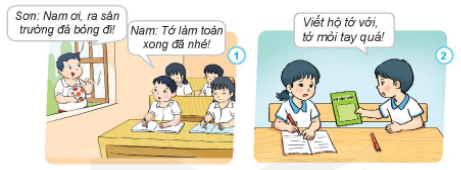 Sơn: Nam ơi, ra sân
trường đá bóng đi!
Nam: Tớ làm toán
xong đã nhé!
1
Viết hộ tớ với,
tớ mỏi tay quá!
2